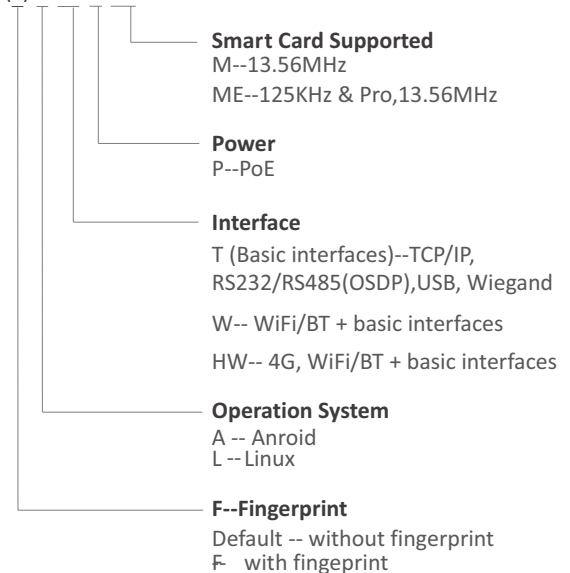 Smart Card Supported
M--13.56MHz
ME--125KHz & Pro,13.56MHz
Power
P--PoE
Interface
T (Basic interfaces)--TCP/IP,
RS232/RS485(OSDP),USB, Wiegand
W-- WiFi/BT + basic interfaces
HW-- 4G, WiFi/BT + basic interfaces
Operation System
A -- Anroid
L -- Linux
F--Fingerprint
Default -- without fingerprint
F- with fingeprint